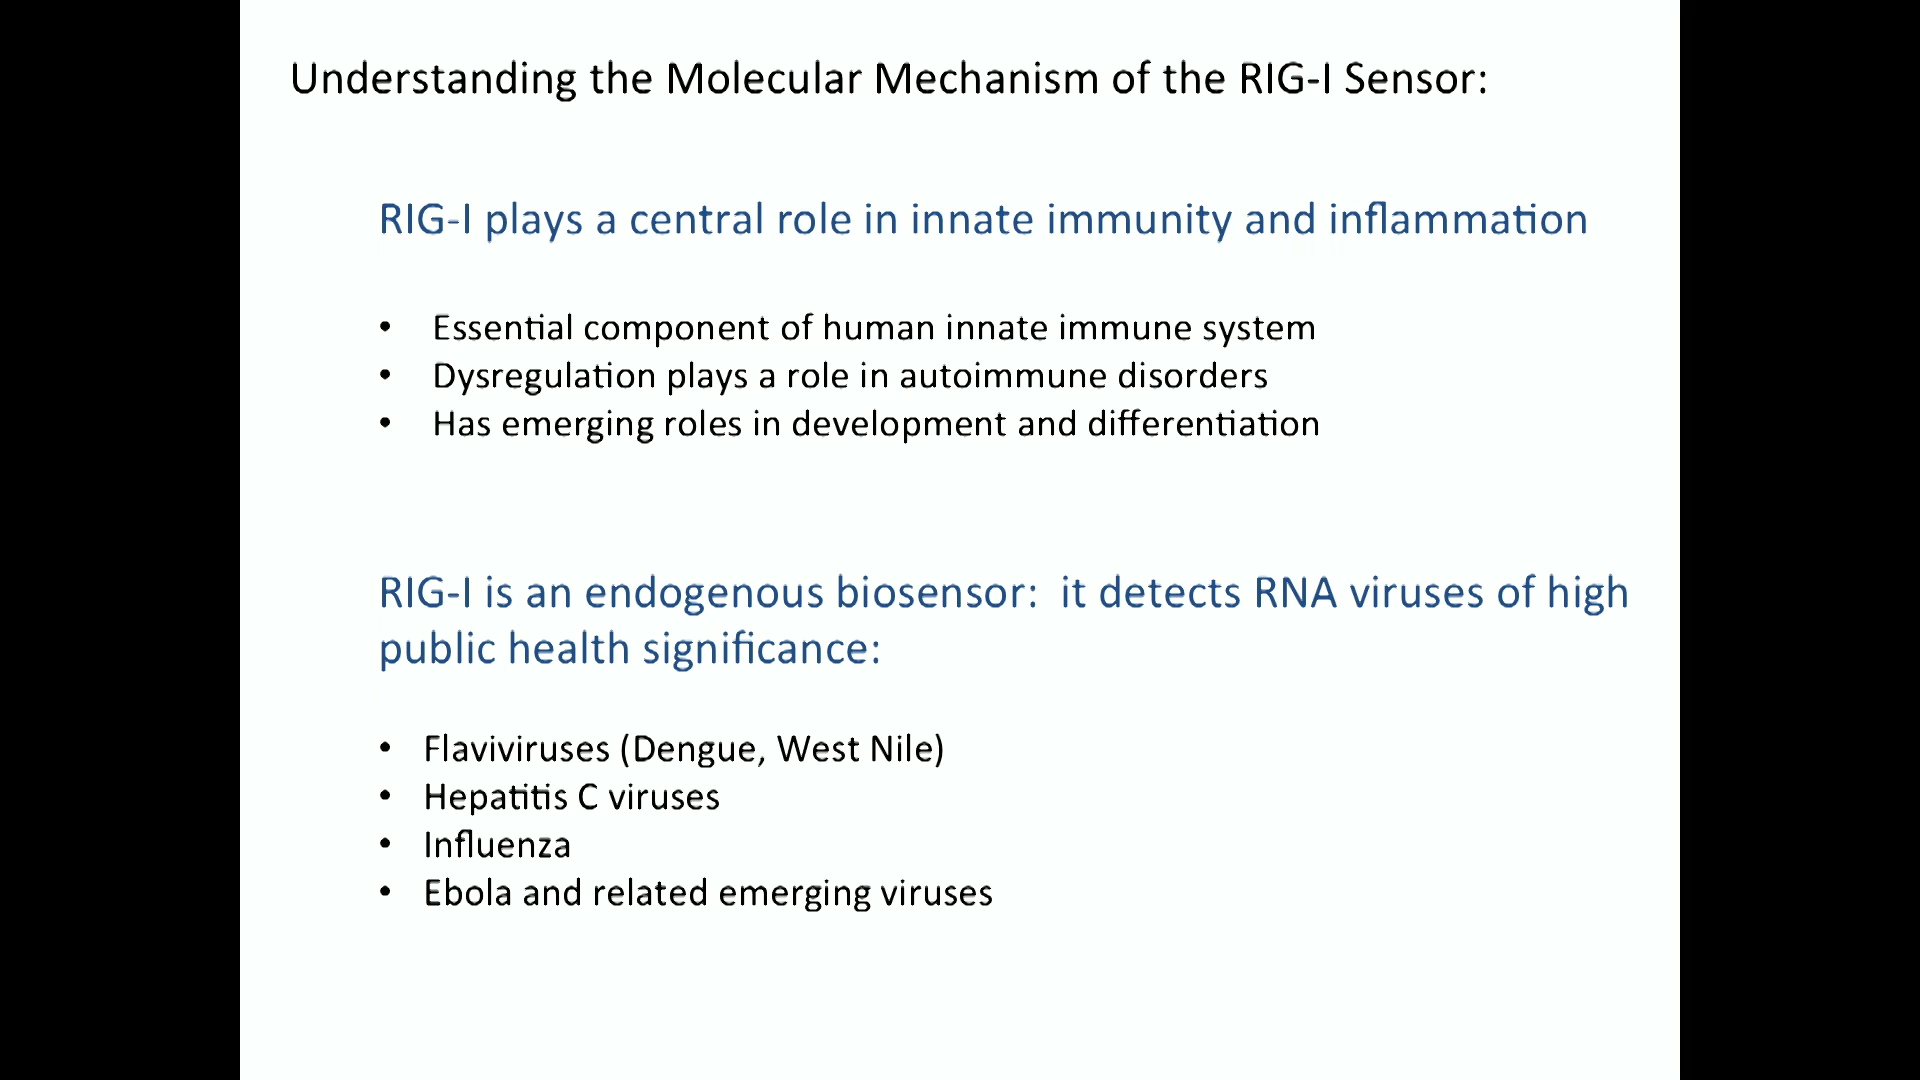 Understanding the Molecular Mechanism of the RIG-I Sensor:
RIG-I plays a central role in innate immunity and inflammation
• Essential component of human innate immune system
• Dysregulation plays a role in autoimmune disorders
• Has emerging roles in development and differentiation
RIG-I is an endogenous biosensor:  it detects RNA viruses of high
public health significance:
• Flaviviruses (Dengue, West Nile)
• Hepatitis C viruses
• Influenza
• Ebola and related emerging viruses